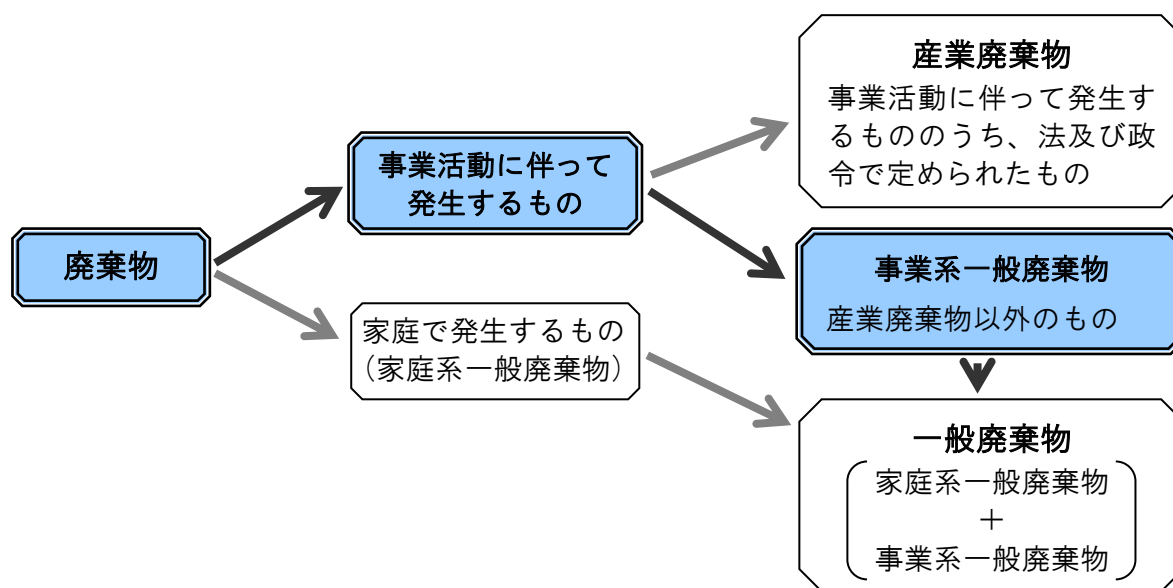 廃棄物
事業活動に伴って
発生するもの
家庭で発生するもの
（家庭系一般廃棄物）
産業廃棄物
事業活動に伴って発生す
るもののうち、法及び政
令で定められたもの
事業系一般廃棄物
産業廃棄物以外のもの
一般廃棄物
家庭系一般廃棄物
＋
事業系一般廃棄物